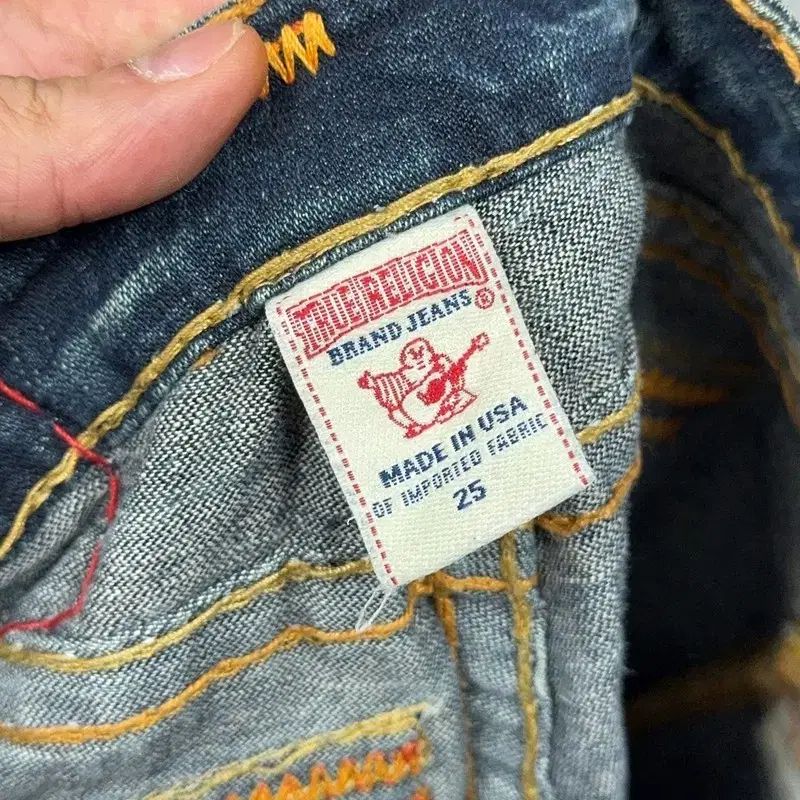 TRUE RELIGION
BRAND JEANS ®
MADE IN USA
OF IMPORTED FABRIC
25